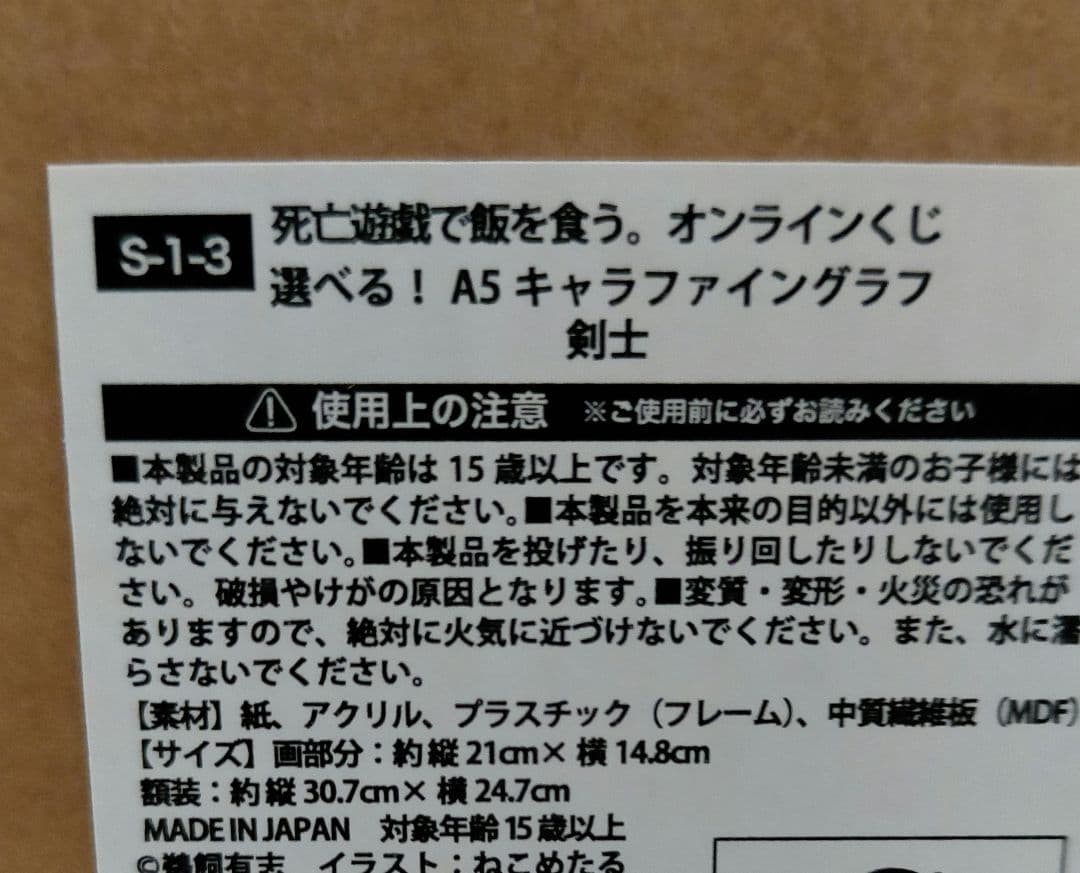 S-1-3
死亡遊戯で飯を食う。オンラインくじ
選べる！ A5 キャラファイングラフ
剣士
使用上の注意 ※ご使用前に必ずお読みください
■本製品の対象年齢は 15 歳以上です。対象年齢未満のお子様には
絶対に与えないでください。■本製品を本来の目的以外には使用し
ないでください。■本製品を投げたり、振り回したりしないでくだ
さい。破損やけがの原因となります。■変質・変形・火災の恐れが
ありますので、絶対に火気に近づけないでください。また、水に濡
らさないでください。
【素材】紙、アクリル、プラスチック（フレーム）、中質繊維板（MDF）
【サイズ】画部分：約 縦 21cm× 横 14.8cm
額装：約 縦 30.7cm× 横 24.7cm
MADE IN JAPAN 対象年齢 15 歳以上
©鵜飼有志 イラスト：ねこめたる